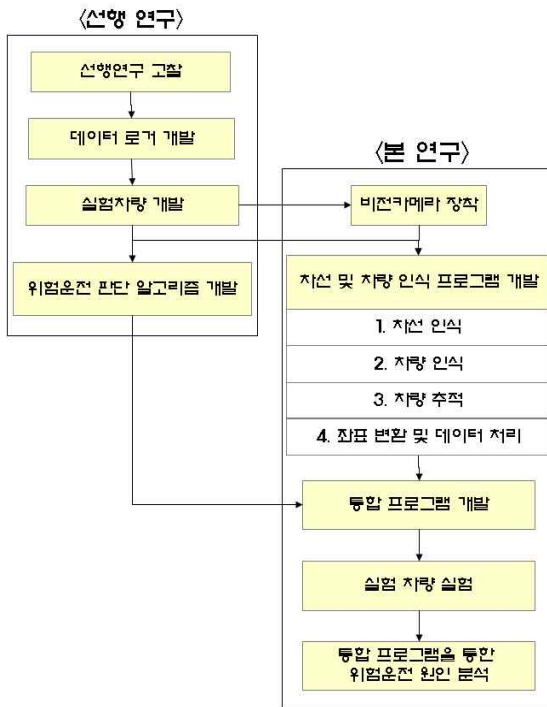 〈선행 연구〉
선행연구 고찰
데이터 로거 개발
실험차량 개발
위험운전 판단 알고리즘 개발
〈본 연구〉
비전카메라 장착
차선 및 차량 인식 프로그램 개발
1. 차선 인식
2. 차량 인식
3. 차량 추적
4. 좌표 변환 및 데이터 처리
통합 프로그램 개발
실험 차량 실험
통합 프로그램을 통한
위험운전 원인 분석